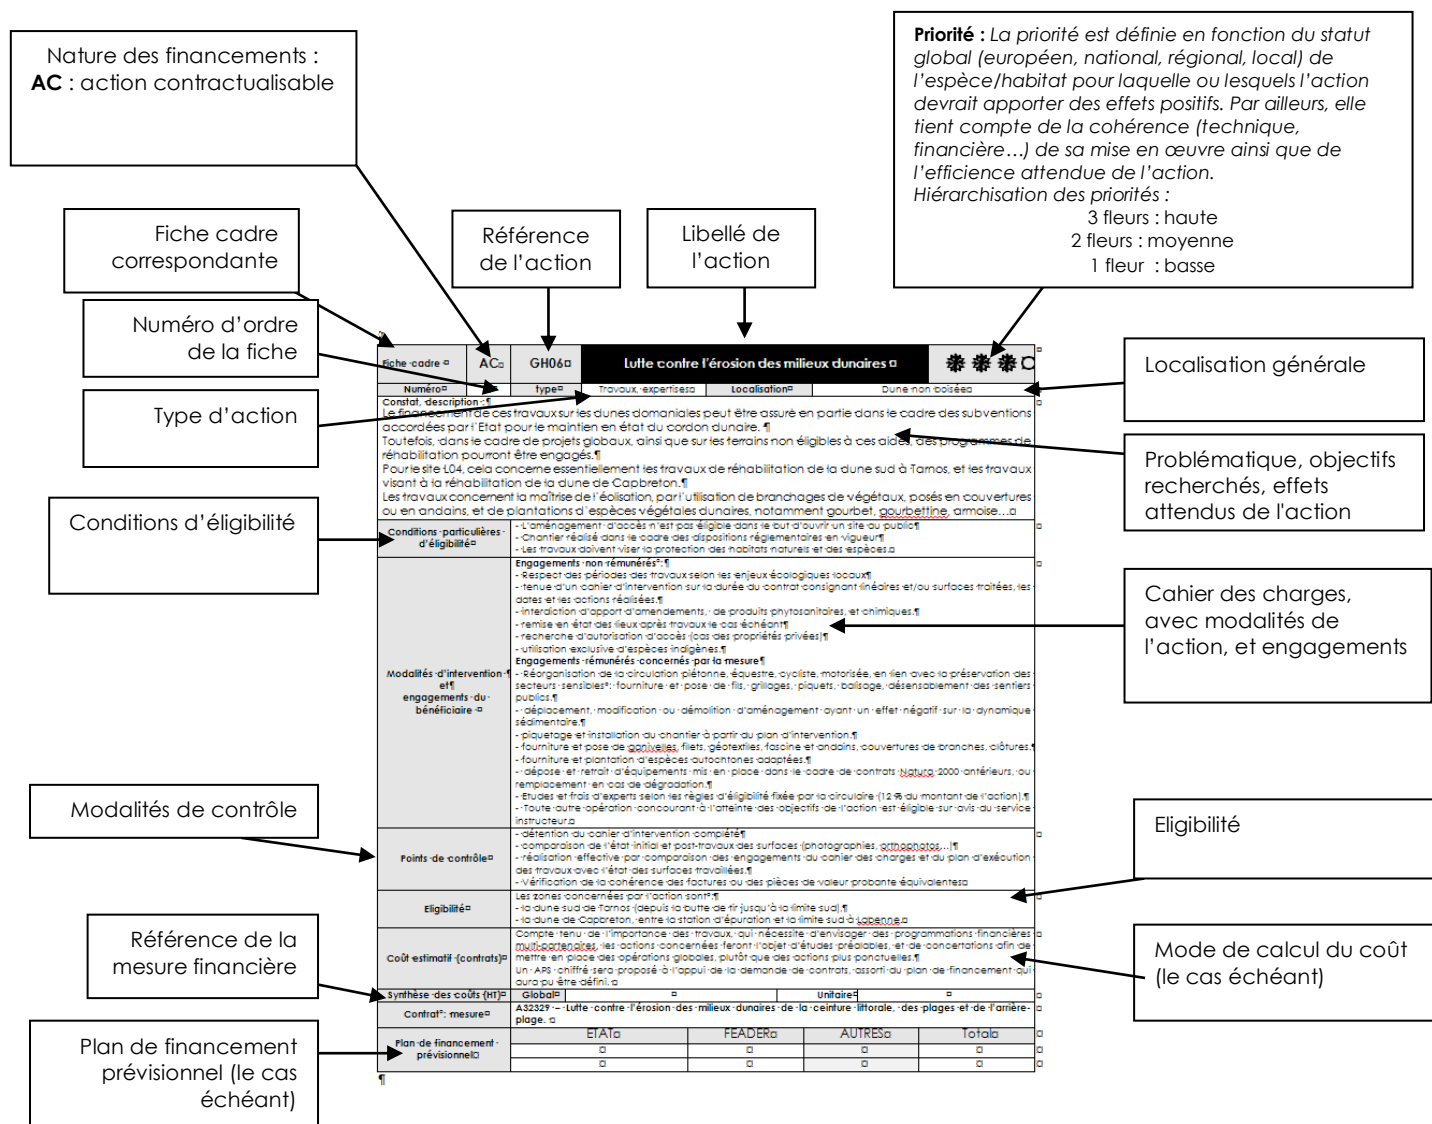 Nature des financements :
AC : action contractualisable
Priorité : La priorité est définie en fonction du statut
global (européen, national, régional, local) de
l'espèce/habitat pour laquelle ou lesquels l'action
devrait apporter des effets positifs. Par ailleurs, elle
tient compte de la cohérence (technique,
financière…) de sa mise en œuvre ainsi que de
l'efficience attendue de l'action.
Hiérarchisation des priorités :
3 fleurs : haute
2 fleurs : moyenne
1 fleur : basse
Fiche cadre
correspondante
Référence
de l'action
Libellé de
l'action
Numéro d'ordre
de la fiche
Type d'action
Conditions d'éligibilité
Modalités de contrôle
Référence de la
mesure financière
Plan de financement
prévisionnel (le cas
échéant)
Localisation générale
Problématique, objectifs
recherchés, effets
attendus de l'action
Cahier des charges,
avec modalités de
l'action, et engagements
Eligibilité
Mode de calcul du coût
(le cas échéant)
Fiche cadre
AC
GH06
Lutte contre l'érosion des milieux dunaires
Numéro
type
Travaux, expertises
Localisation
Dune non boisée
Constat, description :
Le financement de ces travaux sur les dunes domaniales peut être assuré en partie dans le cadre des subventions
accordées par l'Etat pour le maintien en état du cordon dunaire.
Toutefois, dans le cadre de projets globaux, ainsi que sur les terrains non éligibles à ces aides, des programmes de
réhabilitation pourront être engagés.
Pour le site L04, cela concerne essentiellement les travaux de réhabilitation de la dune sud à Tarnos, et les travaux
visant à la réhabilitation de la dune de Capbreton.
Les travaux concernent la maîtrise de l'éolisation, par l'utilisation de branchages de végétaux, posés en couvertures
ou en andains, et de plantations d'espèces végétales dunaires, notamment gourbet, gourbettine, armoise…
Conditions particulières
d'éligibilité
- L'aménagement d'accès n'est pas éligible dans le but d'ouvrir un site au public
- Chantier réalisé dans le cadre des dispositions réglementaires en vigueur
- Les travaux doivent viser la protection des habitats naturels et des espèces.
Modalités d'intervention
et
engagements du
bénéficiaire
Engagements non rémunérés :
- Respect des périodes des travaux selon les enjeux écologiques locaux
- tenue d'un cahier d'intervention sur la durée du contrat consignant linéaires et/ou surfaces traitées, les
dates et les actions réalisées.
- interdiction d'apport d'amendements, de produits phytosanitaires, et chimiques.
- remise en état des lieux après travaux le cas échéant
- recherche d'autorisation d'accès (cas des propriétés privées)
- utilisation exclusive d'espèces indigènes.
Engagements rémunérés concernés par la mesure
- Réorganisation de la circulation piétonne, équestre, cycliste, motorisée, en lien avec la préservation des
secteurs sensibles : fourniture et pose de fils, grillages, piquets, balisage, désensablement des sentiers
publics.
- déplacement, modification ou démolition d'aménagement ayant un effet négatif sur la dynamique
sédimentaire.
- piquetage et installation du chantier à partir du plan d'intervention.
- fourniture et pose de ganivelles, filets, géotextiles, fascine et andains, couvertures de branches, clôtures.
- fourniture et plantation d'espèces autochtones adaptées.
- dépose et retrait d'équipements mis en place dans le cadre de contrats Natura 2000 antérieurs, ou
remplacement en cas de dégradation.
- Etudes et frais d'experts selon les règles d'éligibilité fixée par la circulaire (12 % du montant de l'action).
- Toute autre opération concourant à l'atteinte des objectifs de l'action est éligible sur avis du service
instructeur.
Points de contrôle
- détention du cahier d'intervention complété
- comparaison de l'état initial et post-travaux des surfaces (photographies, orthophotos…)
- réalisation effective par comparaison des engagements du cahier des charges et du plan d'exécution
des travaux avec l'état des surfaces travaillées.
- Vérification de la cohérence des factures ou des pièces de valeur probante équivalentes
Eligibilité
Les zones concernées par l'action sont :
- la dune sud de Tarnos (depuis la butte de tir jusqu'à la limite sud),
- la dune de Capbreton, entre la station d'épuration et la limite sud à Labenne.
Coût estimatif (contrats)
Compte tenu de l'importance des travaux, qui nécessite d'envisager des programmations financières
multi-partenaires, les actions concernées feront l'objet d'études préalables, et de concertations afin de
mettre en place des opérations globales, plutôt que des actions plus ponctuelles.
Un APS chiffré sera proposé à l'appui de la demande de contrats, assorti du plan de financement qui
aura pu être défini.
Synthèse des coûts (HT)
Global
Unitaire
Contrat : mesure
A32329 – Lutte contre l'érosion des milieux dunaires de la ceinture littorale, des plages et de l'arrière-
plage.
Plan de financement
prévisionnel
ETAT
FEADER
AUTRES
Total